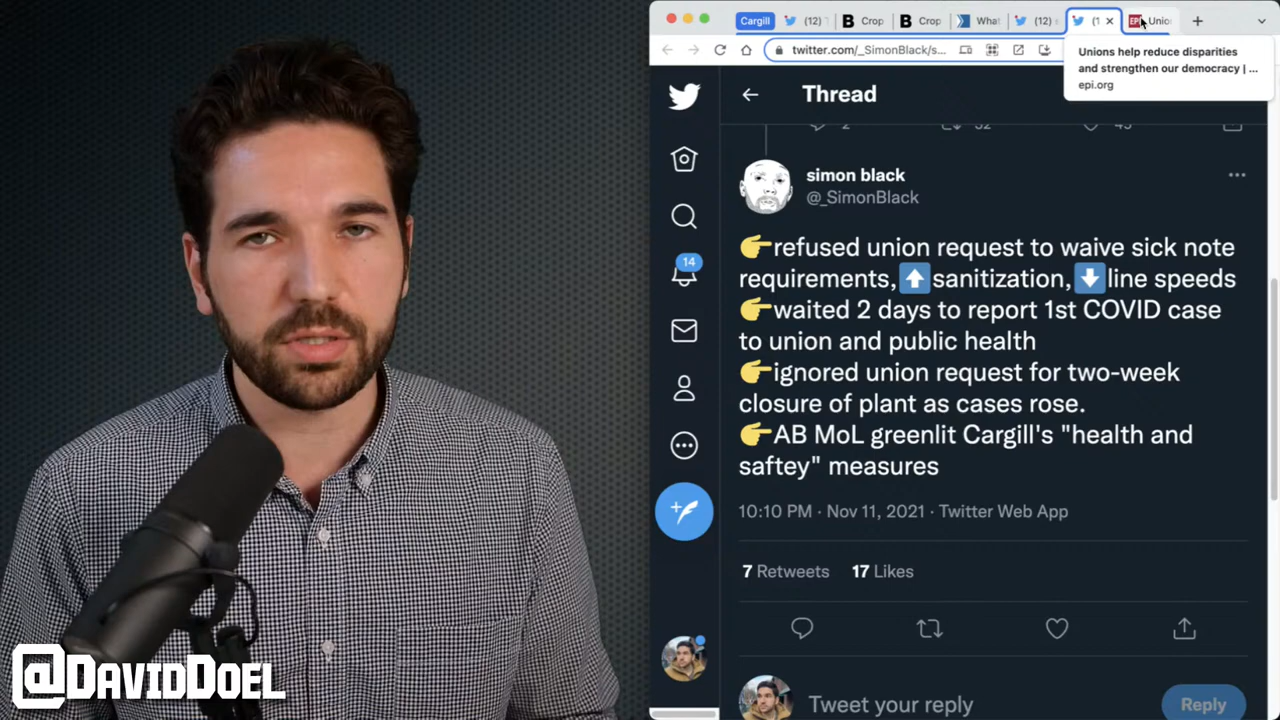 Cargill
(12)
Crop
Crop
What
(12)
(1
EPI
Unio
twitter.com/_SimonBlack/s...
Unions help reduce disparities
and strengthen our democracy | ...
epi.org
Thread
simon black
@_SimonBlack
👉refused union request to waive sick note
requirements,⬆️sanitization,⬇️line speeds
👉waited 2 days to report 1st COVID case
to union and public health
👉ignored union request for two-week
closure of plant as cases rose.
👉AB MoL greenlit Cargill's "health and
saftey" measures
10:10 PM · Nov 11, 2021 · Twitter Web App
7 Retweets 17 Likes
14
Tweet your reply
Reply
@DAVIDDOEL